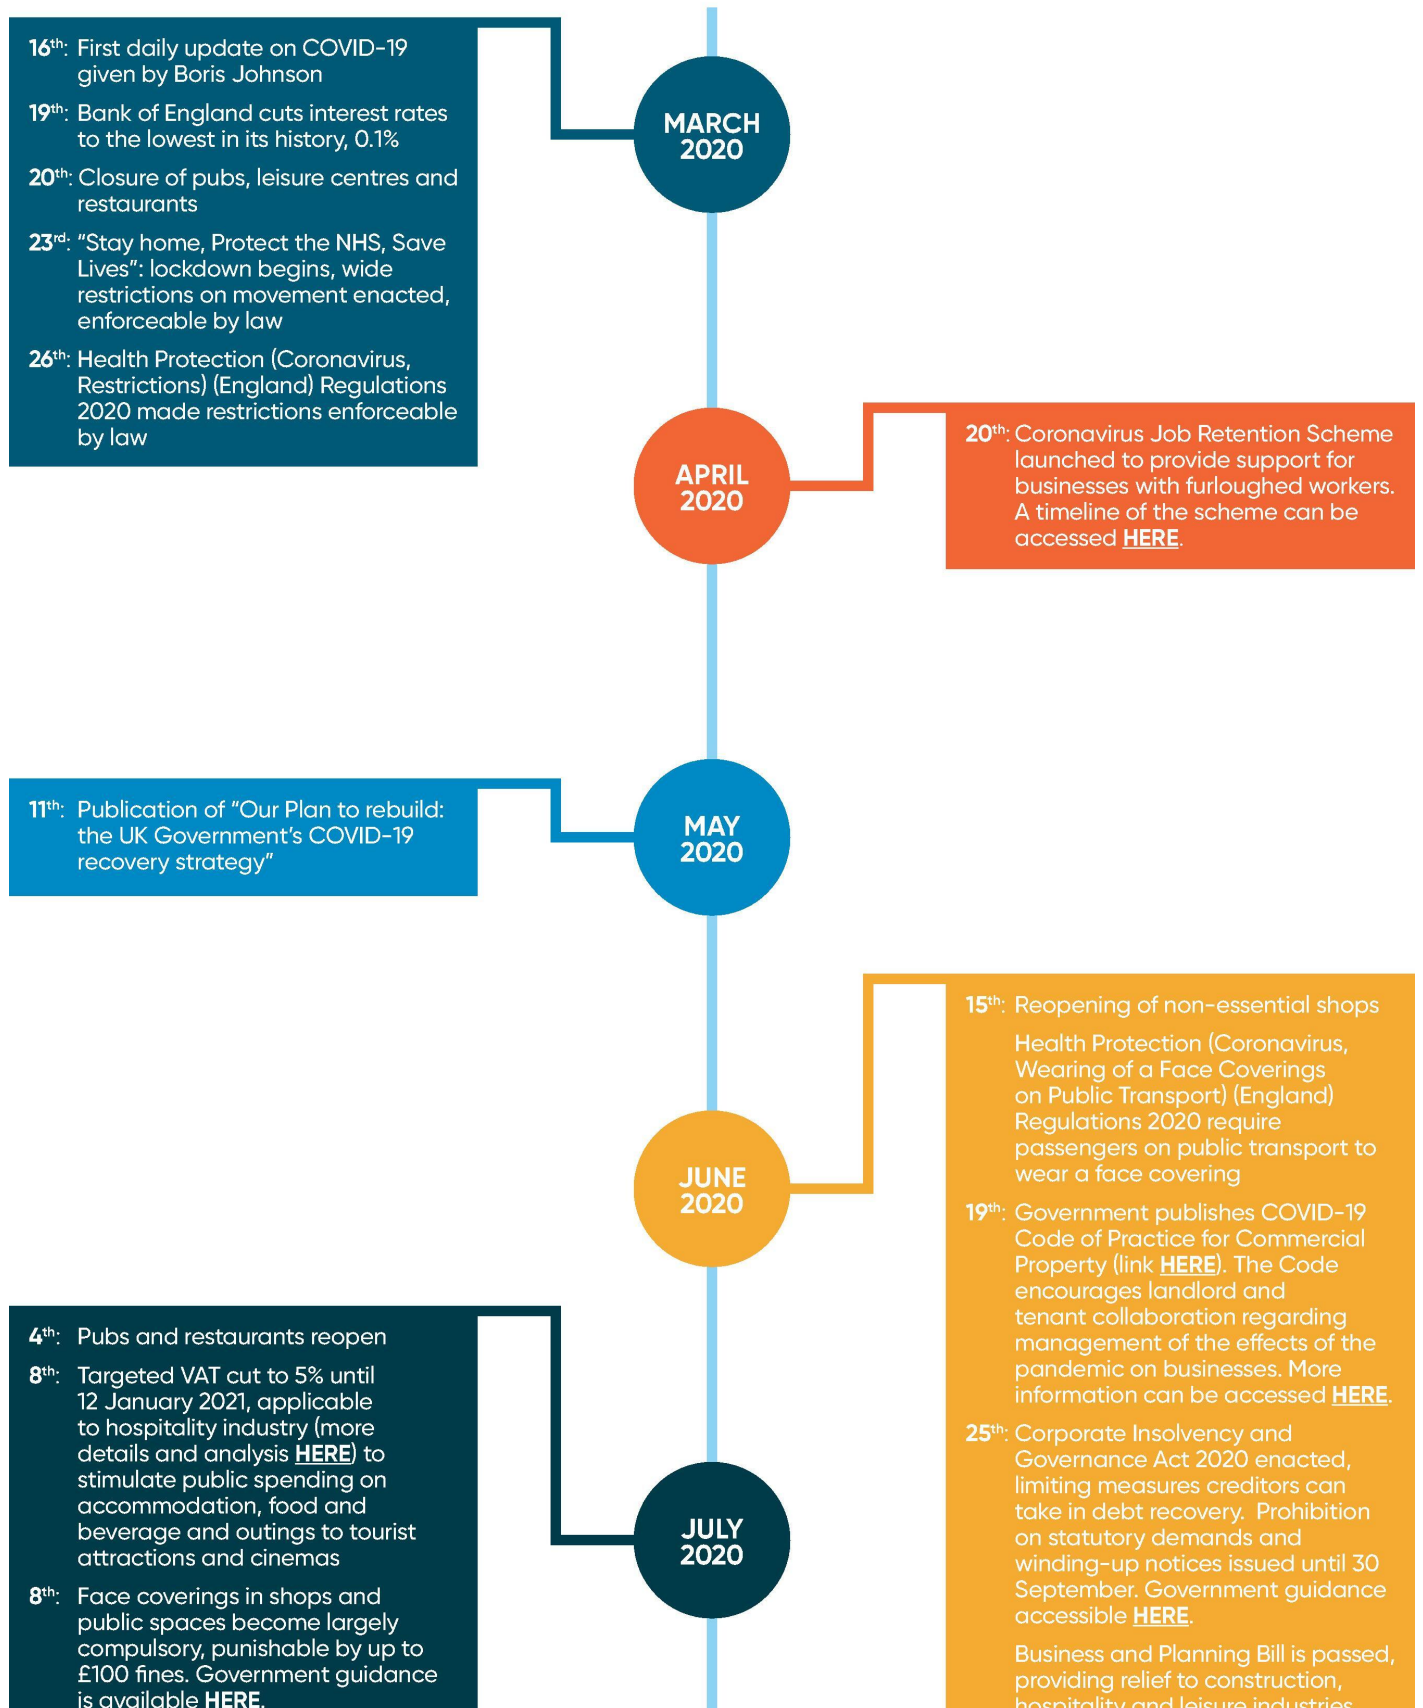 MARCH
2020
16th: First daily update on COVID-19
given by Boris Johnson
19th: Bank of England cuts interest rates
to the lowest in its history, 0.1%
20th: Closure of pubs, leisure centres and
restaurants
23rd: “Stay home, Protect the NHS, Save
Lives”: lockdown begins, wide
restrictions on movement enacted,
enforceable by law
26th: Health Protection (Coronavirus,
Restrictions) (England) Regulations
2020 made restrictions enforceable
by law
APRIL
2020
20th: Coronavirus Job Retention Scheme
launched to provide support for
businesses with furloughed workers.
A timeline of the scheme can be
accessed HERE.
MAY
2020
11th: Publication of “Our Plan to rebuild:
the UK Government’s COVID-19
recovery strategy”
JUNE
2020
15th: Reopening of non-essential shops
Health Protection (Coronavirus,
Wearing of a Face Coverings
on Public Transport) (England)
Regulations 2020 require
passengers on public transport to
wear a face covering
19th: Government publishes COVID-19
Code of Practice for Commercial
Property (link HERE). The Code
encourages landlord and
tenant collaboration regarding
management of the effects of the
pandemic on businesses. More
information can be accessed HERE.
25th: Corporate Insolvency and
Governance Act 2020 enacted,
limiting measures creditors can
take in debt recovery. Prohibition
on statutory demands and
winding-up notices issued until 30
September. Government guidance
accessible HERE.
Business and Planning Bill is passed,
providing relief to construction,
hospitality and leisure industries
JULY
2020
4th: Pubs and restaurants reopen
8th: Targeted VAT cut to 5% until
12 January 2021, applicable
to hospitality industry (more
details and analysis HERE) to
stimulate public spending on
accommodation, food and
beverage and outings to tourist
attractions and cinemas
8th: Face coverings in shops and
public spaces become largely
compulsory, punishable by up to
£100 fines. Government guidance
is available HERE.